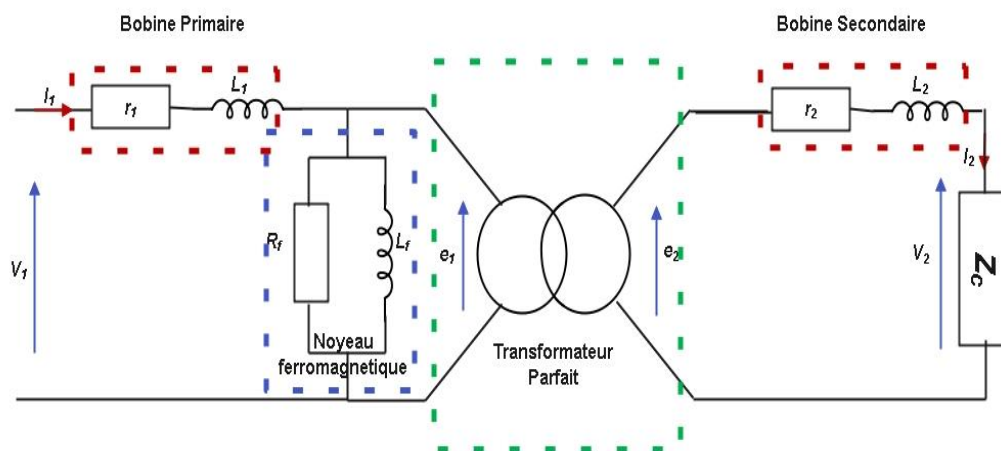 Bobine Primaire
Bobine Secondaire
I1
r1
L1
r2
L2
I2
V1
Rf
Lf
e1
e2
V2
Zc
Noyeau
ferromagnetique
Transformateur
Parfait